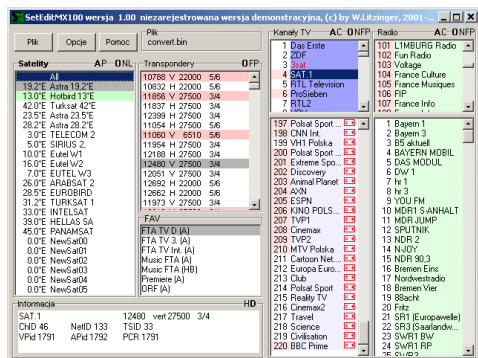 SetEditMX100 wersja 1.00 niezarejestrowana wersja demonstracyjna, (c) by W.Litzinger, 2001-...
Plik
Opcje
Pomoc
Plik
convert.bin
Satelity AP ONL
All
19.2°E Astra 19.2°E
13.0°E Hotbird 13°E
42.0°E Turksat 42°E
23.5°E Astra 23.5°E
28.2°E Astra 28.2°E
3.0°E TELECOM 2
5.0°E SIRIUS 2,
10.0°E Eutel W1
16.0°E Eutel W2
7.0°E EUTEL W3
26.0°E ARABSAT 2
28.5°E EUROBIRD
31.2°E TURKSAT 1
33.0°E INTELSAT
39.0°E HELLAS SA
45.0°E PANAMSAT
0.0°E NewSat00
0.0°E NewSat01
0.0°E NewSat02
0.0°E NewSat03
0.0°E NewSat04
0.0°E NewSat05
Transpondery OFP
10788 V 22000 5/6
10832 H 22000 5/6
11856 V 27500 3/4
11837 H 27500 3/4
12399 H 27500 3/4
11054 H 27500 5/6
11060 V 6510 5/6
11954 H 27500 3/4
12188 H 27500 3/4
12480 V 27500 3/4
12051 V 27500 3/4
12692 H 22000 5/6
12662 H 22000 5/6
11973 V 27500 3/4
FAV
FTA TV D (A)
FTA TV 3. (A)
FTA TV Int. (A)
Music FTA (A)
Music FTA (HB)
Premiere (A)
ORF (A)
Informacja HD
SAT.1 12480 vert 27500 3/4
ChID 46 NetID 133 TSID 33
VPid 1791 APid 1792 PCR 1791
Kanały TV AC ONFP
1 Das Erste
2 ZDF
3 3sat
4 SAT.1
5 RTL Television
6 ProSieben
7 RTL2
197 Polsat Sport ...
198 CNN Int.
199 VH1 Polska
200 Polsat Sport ...
201 Extreme Spo...
202 Discovery
203 Animal Planet
204 AXN
205 ESPN
206 KINO POLS...
207 TVP1
208 Cinemax
209 TVP2
210 MTV Polska
211 Cartoon Net...
212 Europa Euro...
213 Club
214 Polsat Sport
215 Reality TV
216 Cinemax2
217 Travel
218 Science
219 Civilisation
220 BBC Prime
Radio AC ONFP
101 L1MBURG Radio
102 Fun Radio
103 Voltage
104 France Culture
105 France Musiques
106 FIP
107 France Info
1 Bayern 1
2 Bayern 3
3 B5 aktuell
4 BAYERN MOBIL
5 DAS MODUL
6 DW 1
7 hr 1
8 hr 3
9 YOU FM
10 MDR1 S-ANHALT
11 MDR JUMP
12 SPUTNIK
13 NDR 2
14 N-JOY
15 NDR 90,3
16 Bremen Eins
17 Nordwestradio
18 Bremen Vier
19 88acht
20 Fritz
21 SR1 (Europawelle)
22 SR3 (Saarlandw...
23 SWR1 BW
24 SWR1 RP
25 SWR3